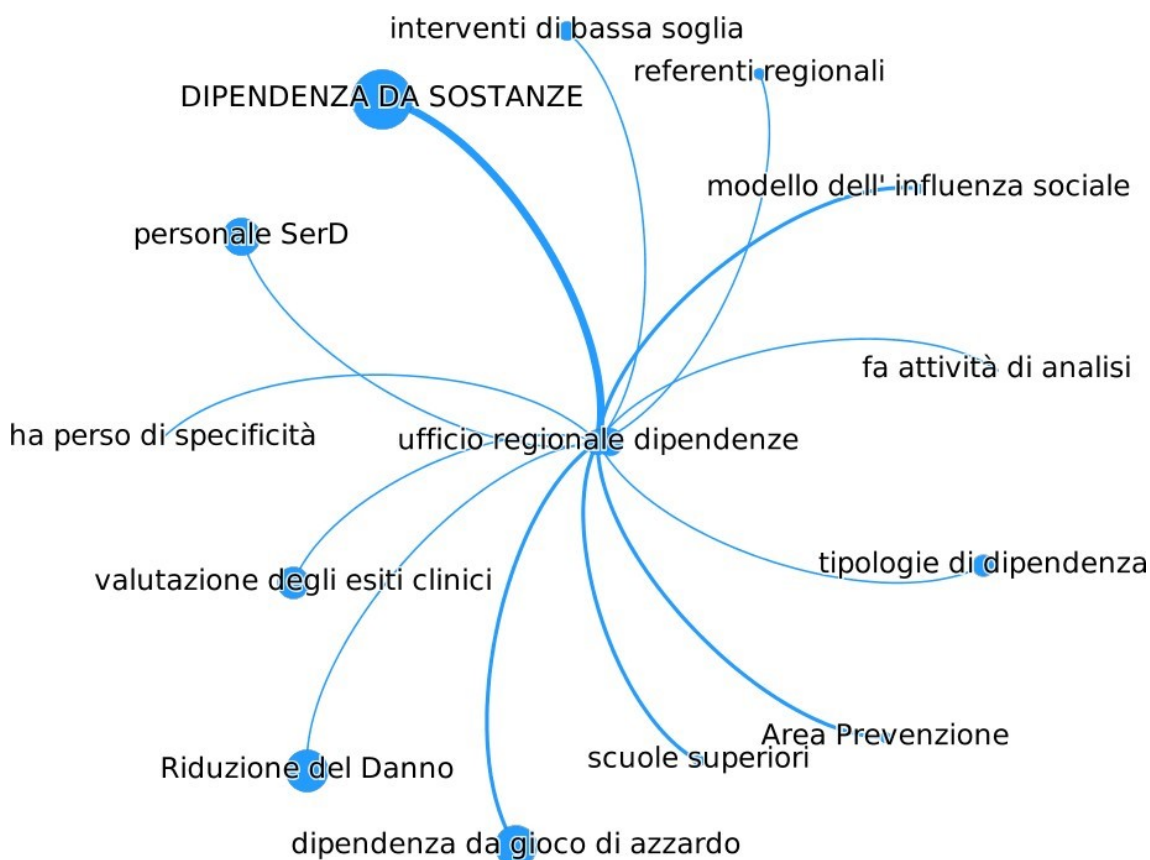 interventi di bassa soglia
referenti regionali
DIPENDENZA DA SOSTANZE
modello dell' influenza sociale
personale SerD
fa attività di analisi
ha perso di specificità
ufficio regionale dipendenze
tipologie di dipendenza
valutazione degli esiti clinici
Area Prevenzione
scuole superiori
Riduzione del Danno
dipendenza da gioco di azzardo